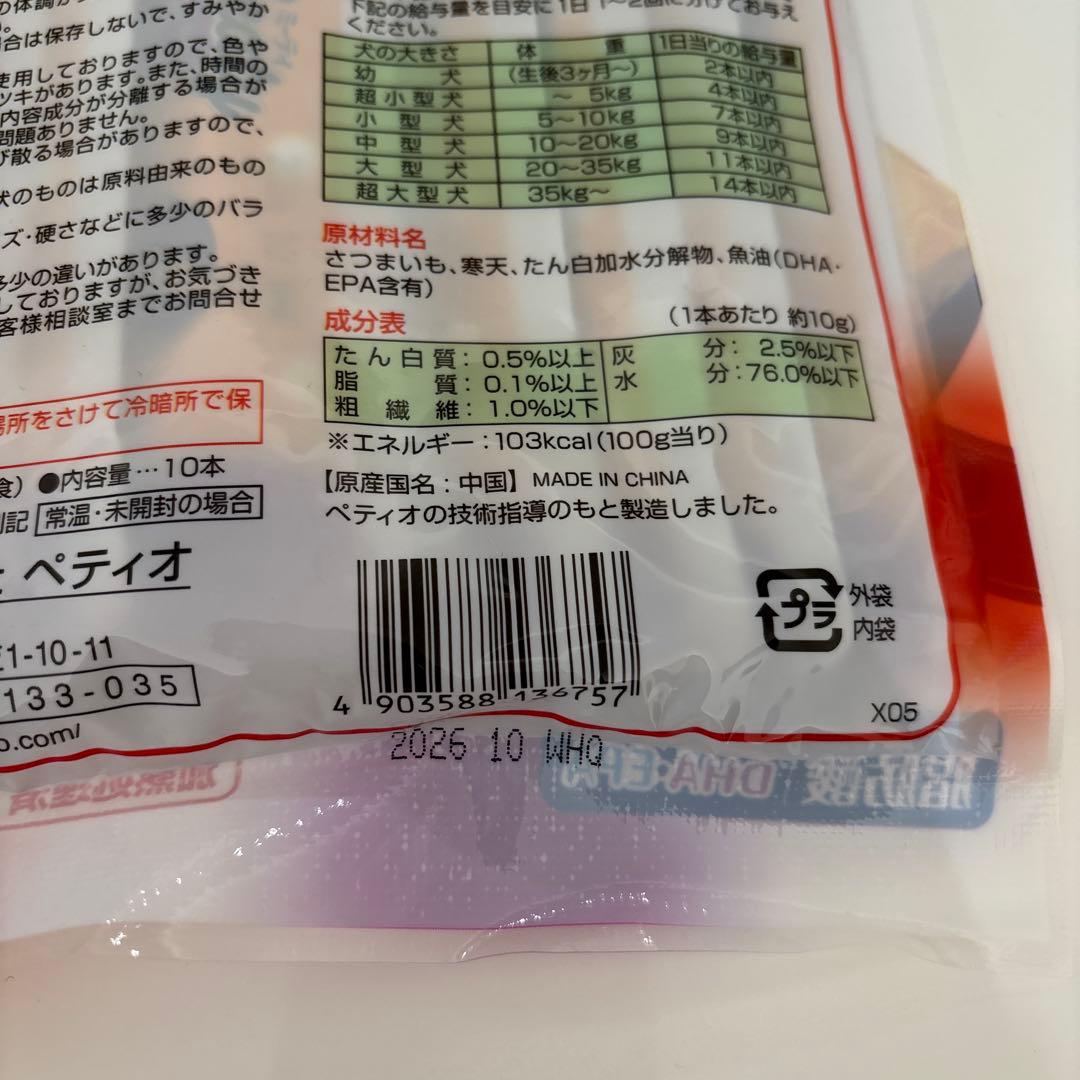 の体調が
合は保存しないで、すみやか
使用しておりますので、色や
ツキがあります。また、時間の
内容成分が分離する場合が
問題ありません。
び散る場合がありますので、
状のものは原料由来のもの
ズ・硬さなどに多少のバラ
多少の違いがあります。
しておりますが、お気づき
客様相談室までお問合せ
場所をさけて冷暗所で保
食) ●内容量…10本
記 常温・未開封の場合
ペティオ
1-10-11
133-035
o.com/
下記の給与量を目安に1日1~2回に分けてお与え
ください。
犬の大きさ 体重 1日当りの給与量
幼犬 (生後3ヶ月~) 2本以内
超小型犬 ~5kg 4本以内
小型犬 5~10kg 7本以内
中型犬 10~20kg 9本以内
大型犬 20~35kg 11本以内
超大型犬 35kg~ 14本以内
原材料名
さつまいも、寒天、たん白加水分解物、魚油(DHA・
EPA含有)
成分表 (1本あたり 約10g)
たん白質:0.5%以上 灰分:2.5%以下
脂質:0.1%以上 水分:76.0%以下
粗繊維:1.0%以下
※エネルギー:103kcal(100g当り)
【原産国名:中国】 MADE IN CHINA
ペティオの技術指導のもと製造しました。
プラ 外袋
内袋
4 903588 136757
X05
2026 10 WHQ
脂肪酸 DHA・EPA